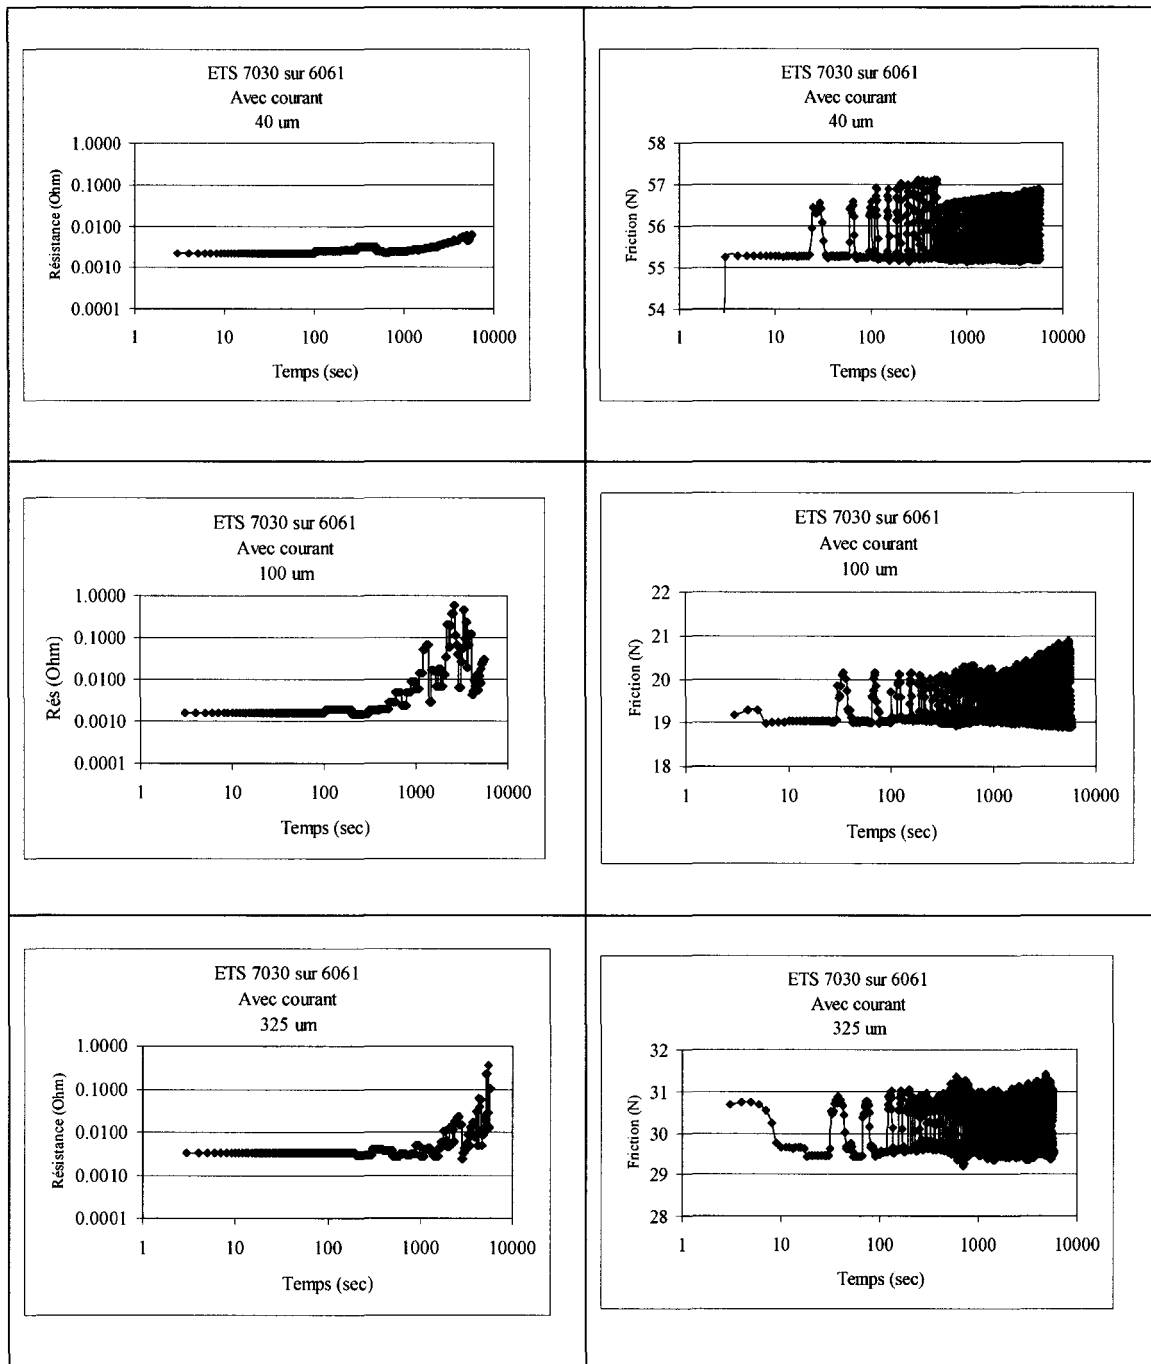 ETS 7030 sur 6061
Avec courant
40 um
Résistance (Ohm)
1.0000
0.1000
0.0100
0.0010
0.0001
1 10 100 1000 10000
Temps (sec)
ETS 7030 sur 6061
Avec courant
40 um
Friction (N)
58
57
56
55
54
1 10 100 1000 10000
Temps (sec)
ETS 7030 sur 6061
Avec courant
100 um
Rés (Ohm)
1.0000
0.1000
0.0100
0.0010
0.0001
1 10 100 1000 10000
Temps (sec)
ETS 7030 sur 6061
Avec courant
100 um
Friction (N)
22
21
20
19
18
1 10 100 1000 10000
Temps (sec)
ETS 7030 sur 6061
Avec courant
325 um
Résistance (Ohm)
1.0000
0.1000
0.0100
0.0010
0.0001
1 10 100 1000 10000
Temps (sec)
ETS 7030 sur 6061
Avec courant
325 um
Friction (N)
32
31
30
29
28
1 10 100 1000 10000
Temps (sec)